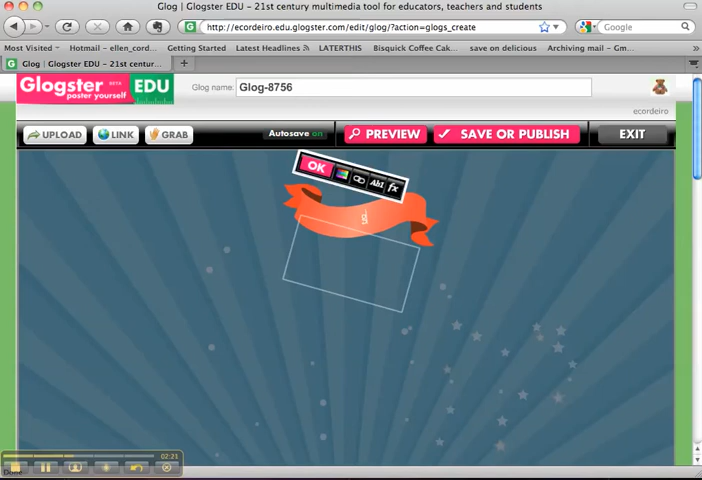 Glog | Glogster EDU - 21st century multimedia tool for educators, teachers and students
http://ecordeiro.edu.glogster.com/edit/glog/?action=glogs_create
Google
Most Visited
Hotmail - ellen_cord...
Getting Started
Latest Headlines
LATERTHIS
Bisquick Coffee Cak...
save on delicious
Archiving mail - Gm...
Glog | Glogster EDU - 21st centur...
Glogster BETA EDU
poster yourself
Glog name: Glog-8756
ecordeiro
UPLOAD LINK GRAB Autosave on PREVIEW SAVE OR PUBLISH EXIT
OK Ab1 fx
02:21